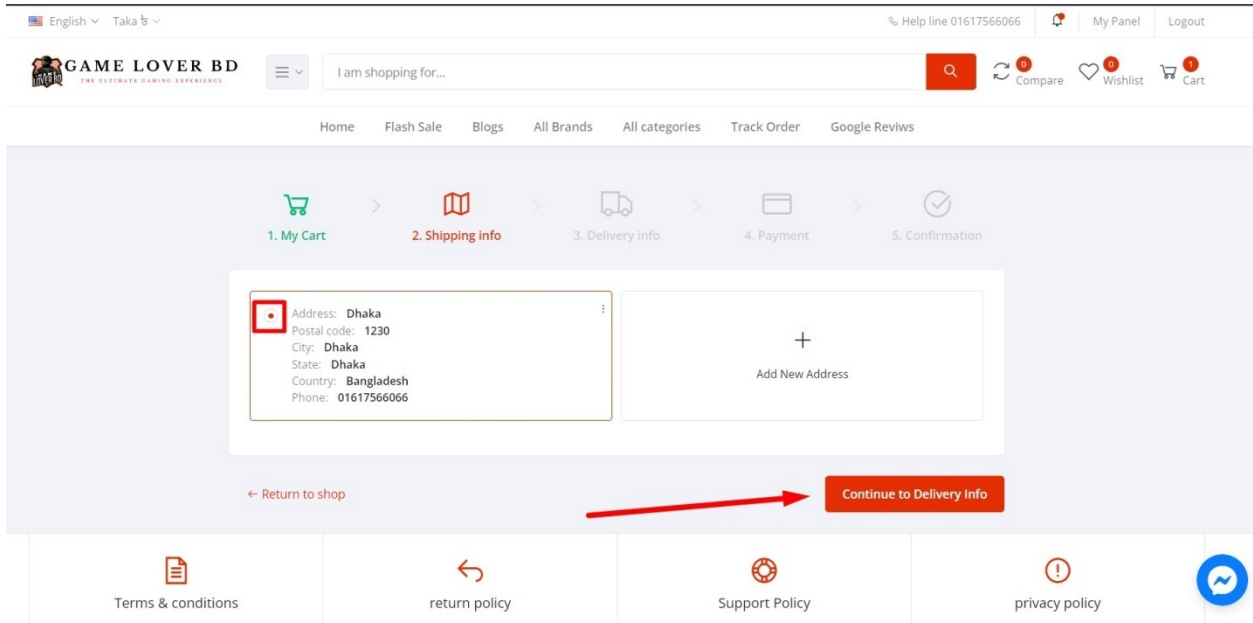 English Taka ৳ Help line 01617566066 My Panel Logout
GAME LOVER BD
THE ULTIMATE GAMING EXPERIENCE
I am shopping for...
0 Compare 0 Wishlist 1 Cart
Home Flash Sale Blogs All Brands All categories Track Order Google Reviws
1. My Cart 2. Shipping info 3. Delivery info 4. Payment 5. Confirmation
Address: Dhaka
Postal code: 1230
City: Dhaka
State: Dhaka
Country: Bangladesh
Phone: 01617566066
Add New Address
← Return to shop
Continue to Delivery Info
Terms & conditions return policy Support Policy privacy policy